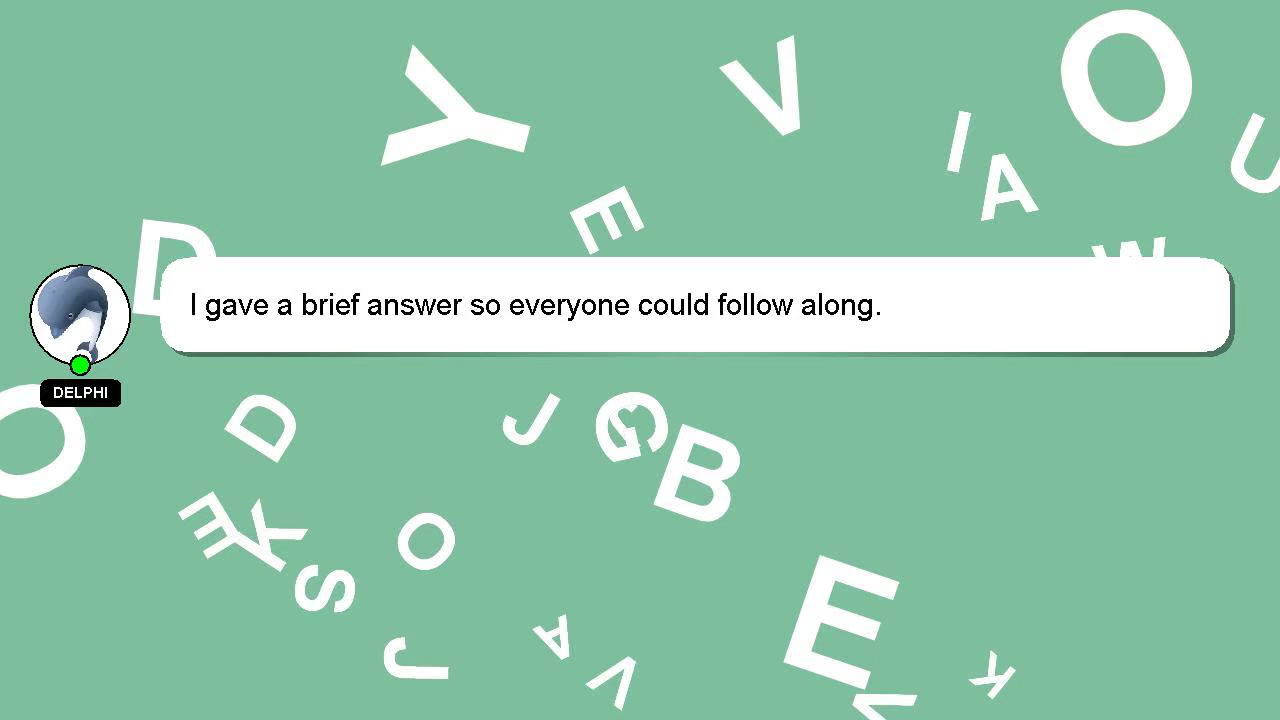 Y
V
O
I
A
U
E
W
D
I gave a brief answer so everyone could follow along.
DELPHI
O
D
J
G
B
E
K
O
S
E
A
J
V
K
V